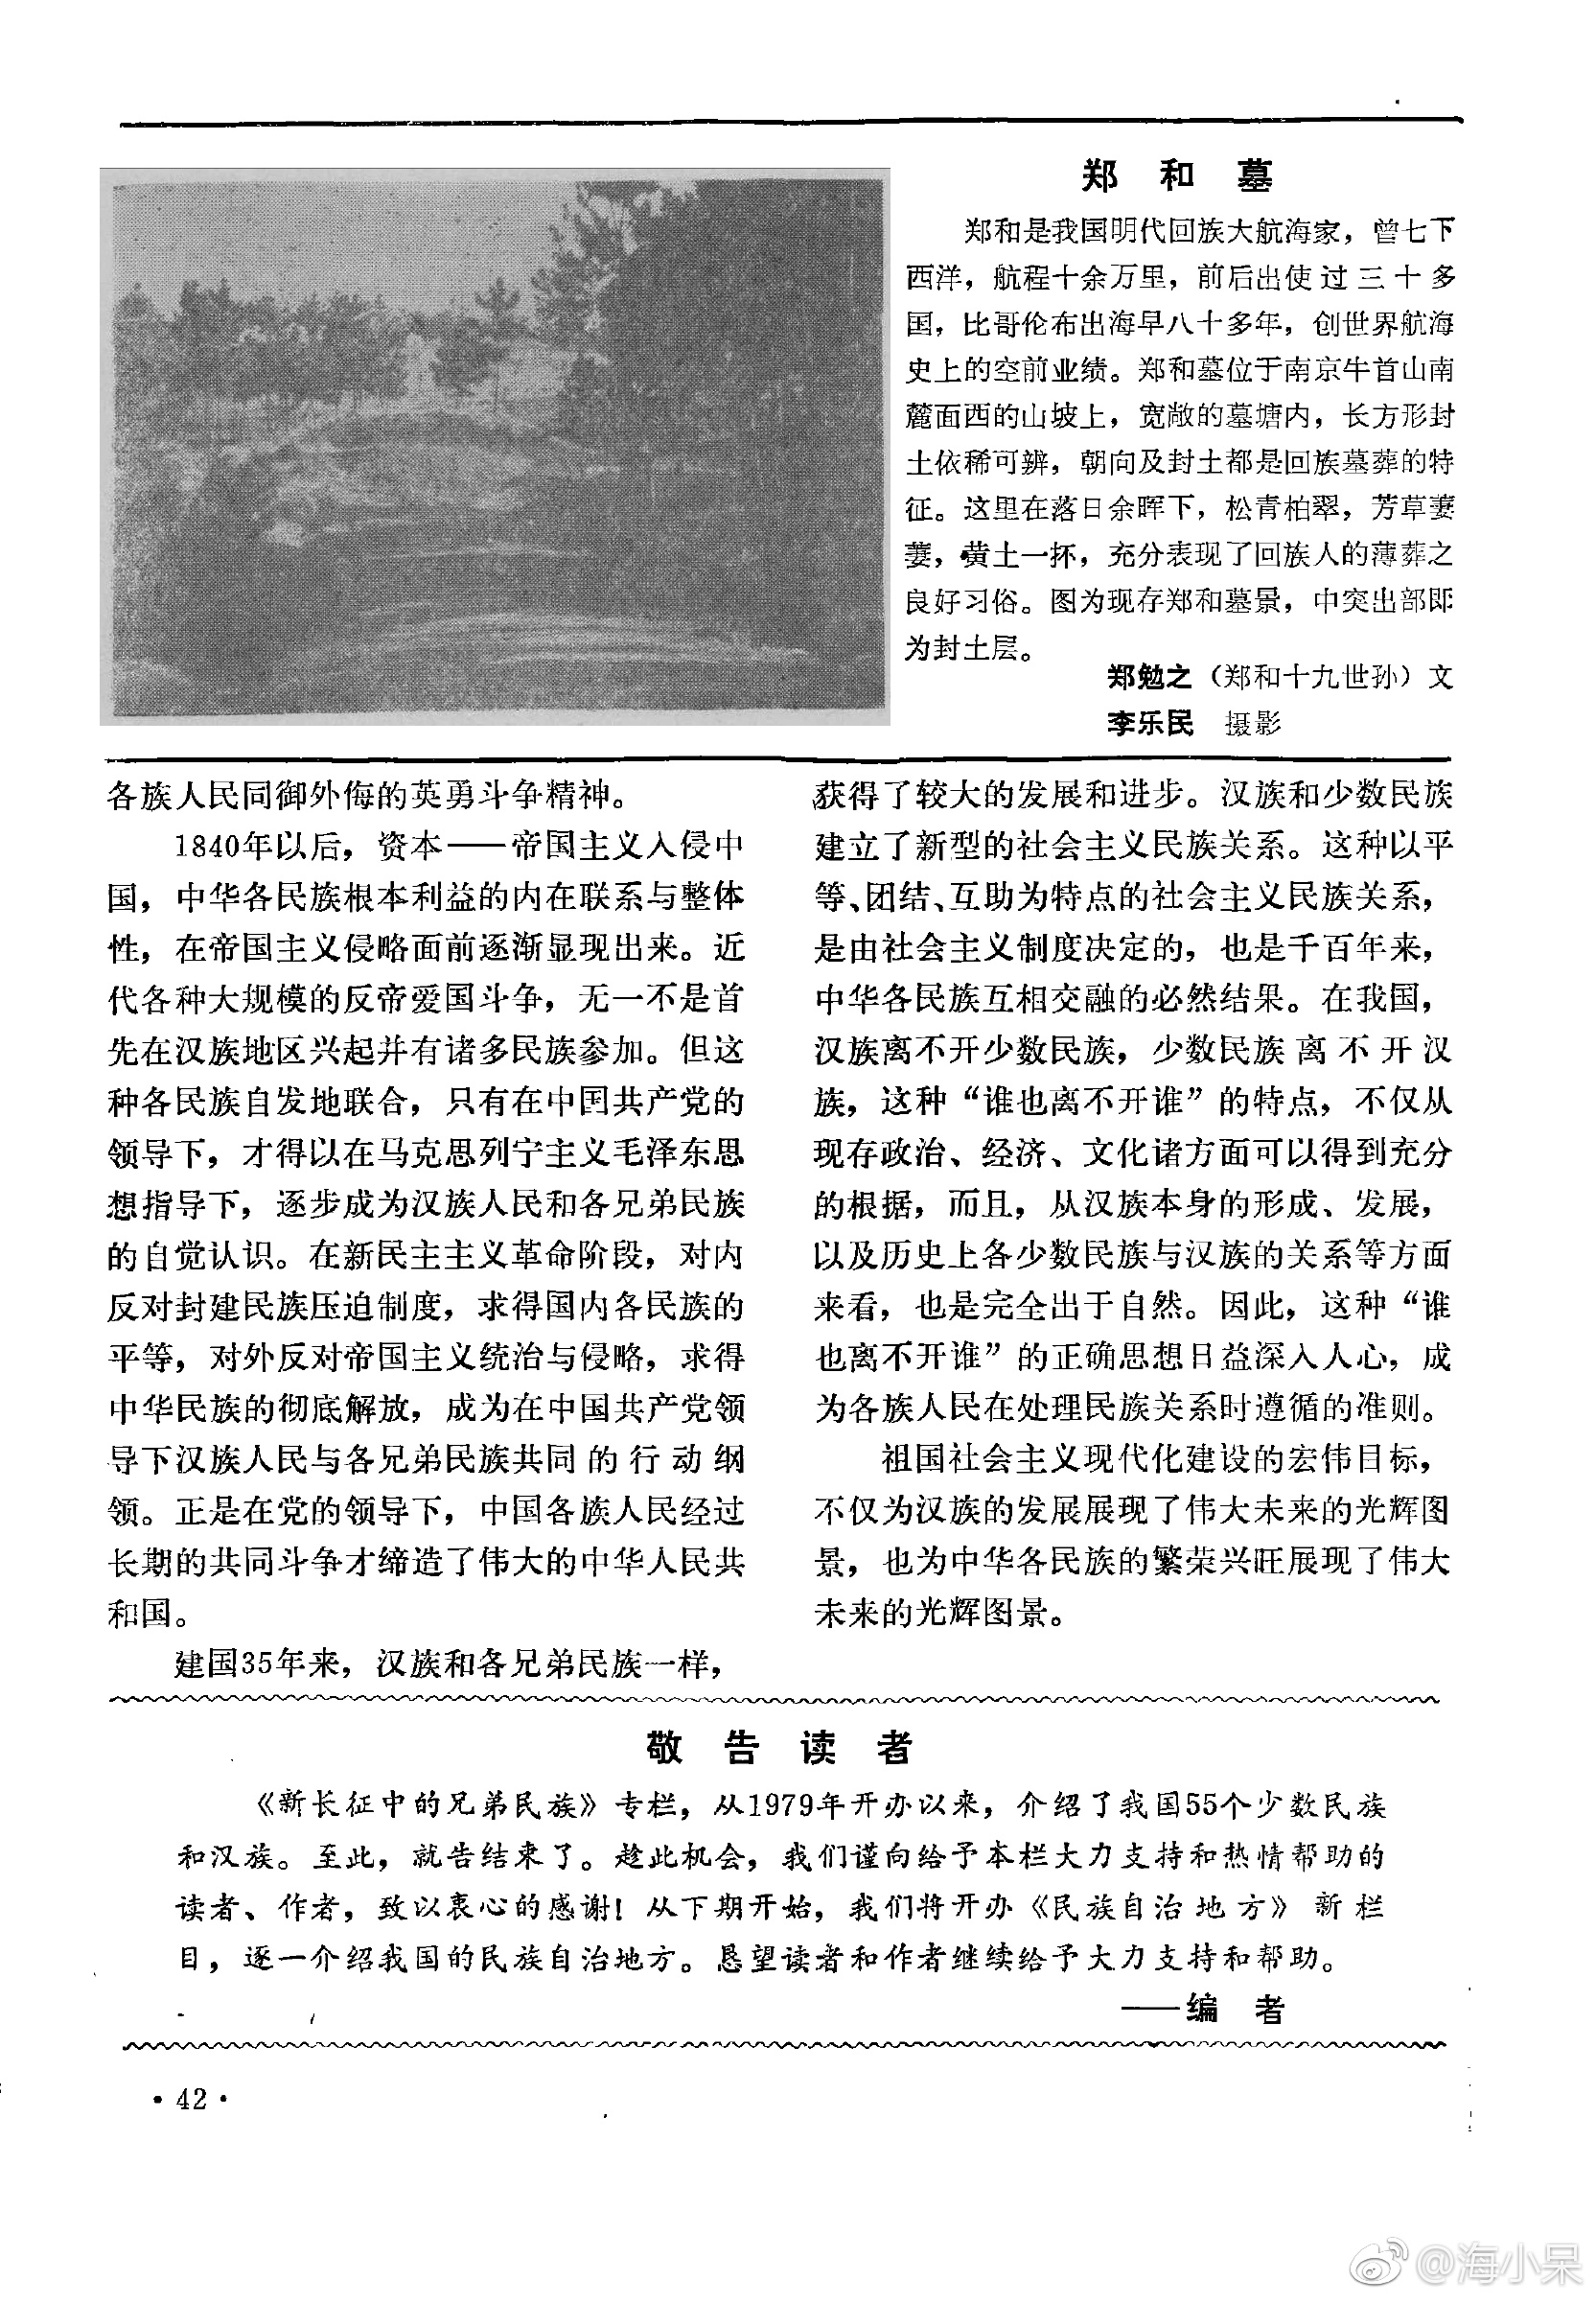 郑和墓
郑和是我国明代回族大航海家，曾七下
西洋，航程十余万里，前后出使过三十多
国，比哥伦布出海早八十多年，创世界航海
史上的空前业绩。郑和墓位于南京牛首山南
麓面西的山坡上，宽敞的墓塘内，长方形封
土依稀可辨，朝向及封土都是回族墓葬的特
征。这里在落日余晖下，松青柏翠，芳草萋
萋，黄土一抔，充分表现了回族人的薄葬之
良好习俗。图为现存郑和墓景，中突出部即
为封土层。
郑勉之（郑和十九世孙）文
李乐民 摄影
各族人民同御外侮的英勇斗争精神。
1840年以后，资本——帝国主义入侵中
国，中华各民族根本利益的内在联系与整体
性，在帝国主义侵略面前逐渐显现出来。近
代各种大规模的反帝爱国斗争，无一不是首
先在汉族地区兴起并有诸多民族参加。但这
种各民族自发地联合，只有在中国共产党的
领导下，才得以在马克思列宁主义毛泽东思
想指导下，逐步成为汉族人民和各兄弟民族
的自觉认识。在新民主主义革命阶段，对内
反对封建民族压迫制度，求得国内各民族的
平等，对外反对帝国主义统治与侵略，求得
中华民族的彻底解放，成为在中国共产党领
导下汉族人民与各兄弟民族共同的行动纲
领。正是在党的领导下，中国各族人民经过
长期的共同斗争才缔造了伟大的中华人民共
和国。
建国35年来，汉族和各兄弟民族一样，
获得了较大的发展和进步。汉族和少数民族
建立了新型的社会主义民族关系。这种以平
等、团结、互助为特点的社会主义民族关系，
是由社会主义制度决定的，也是千百年来，
中华各民族互相交融的必然结果。在我国，
汉族离不开少数民族，少数民族离不开汉
族，这种“谁也离不开谁”的特点，不仅从
现存政治、经济、文化诸方面可以得到充分
的根据，而且，从汉族本身的形成、发展，
以及历史上各少数民族与汉族的关系等方面
来看，也是完全出于自然。因此，这种“谁
也离不开谁”的正确思想日益深入人心，成
为各族人民在处理民族关系时遵循的准则。
祖国社会主义现代化建设的宏伟目标，
不仅为汉族的发展展现了伟大未来的光辉图
景，也为中华各民族的繁荣兴旺展现了伟大
未来的光辉图景。
敬告读者
《新长征中的兄弟民族》专栏，从1979年开办以来，介绍了我国55个少数民族
和汉族。至此，就告结束了。趁此机会，我们谨向给予本栏大力支持和热情帮助的
读者、作者，致以衷心的感谢！从下期开始，我们将开办《民族自治地方》新栏
目，逐一介绍我国的民族自治地方。恳望读者和作者继续给予大力支持和帮助。
——编者
·42·
@海小呆